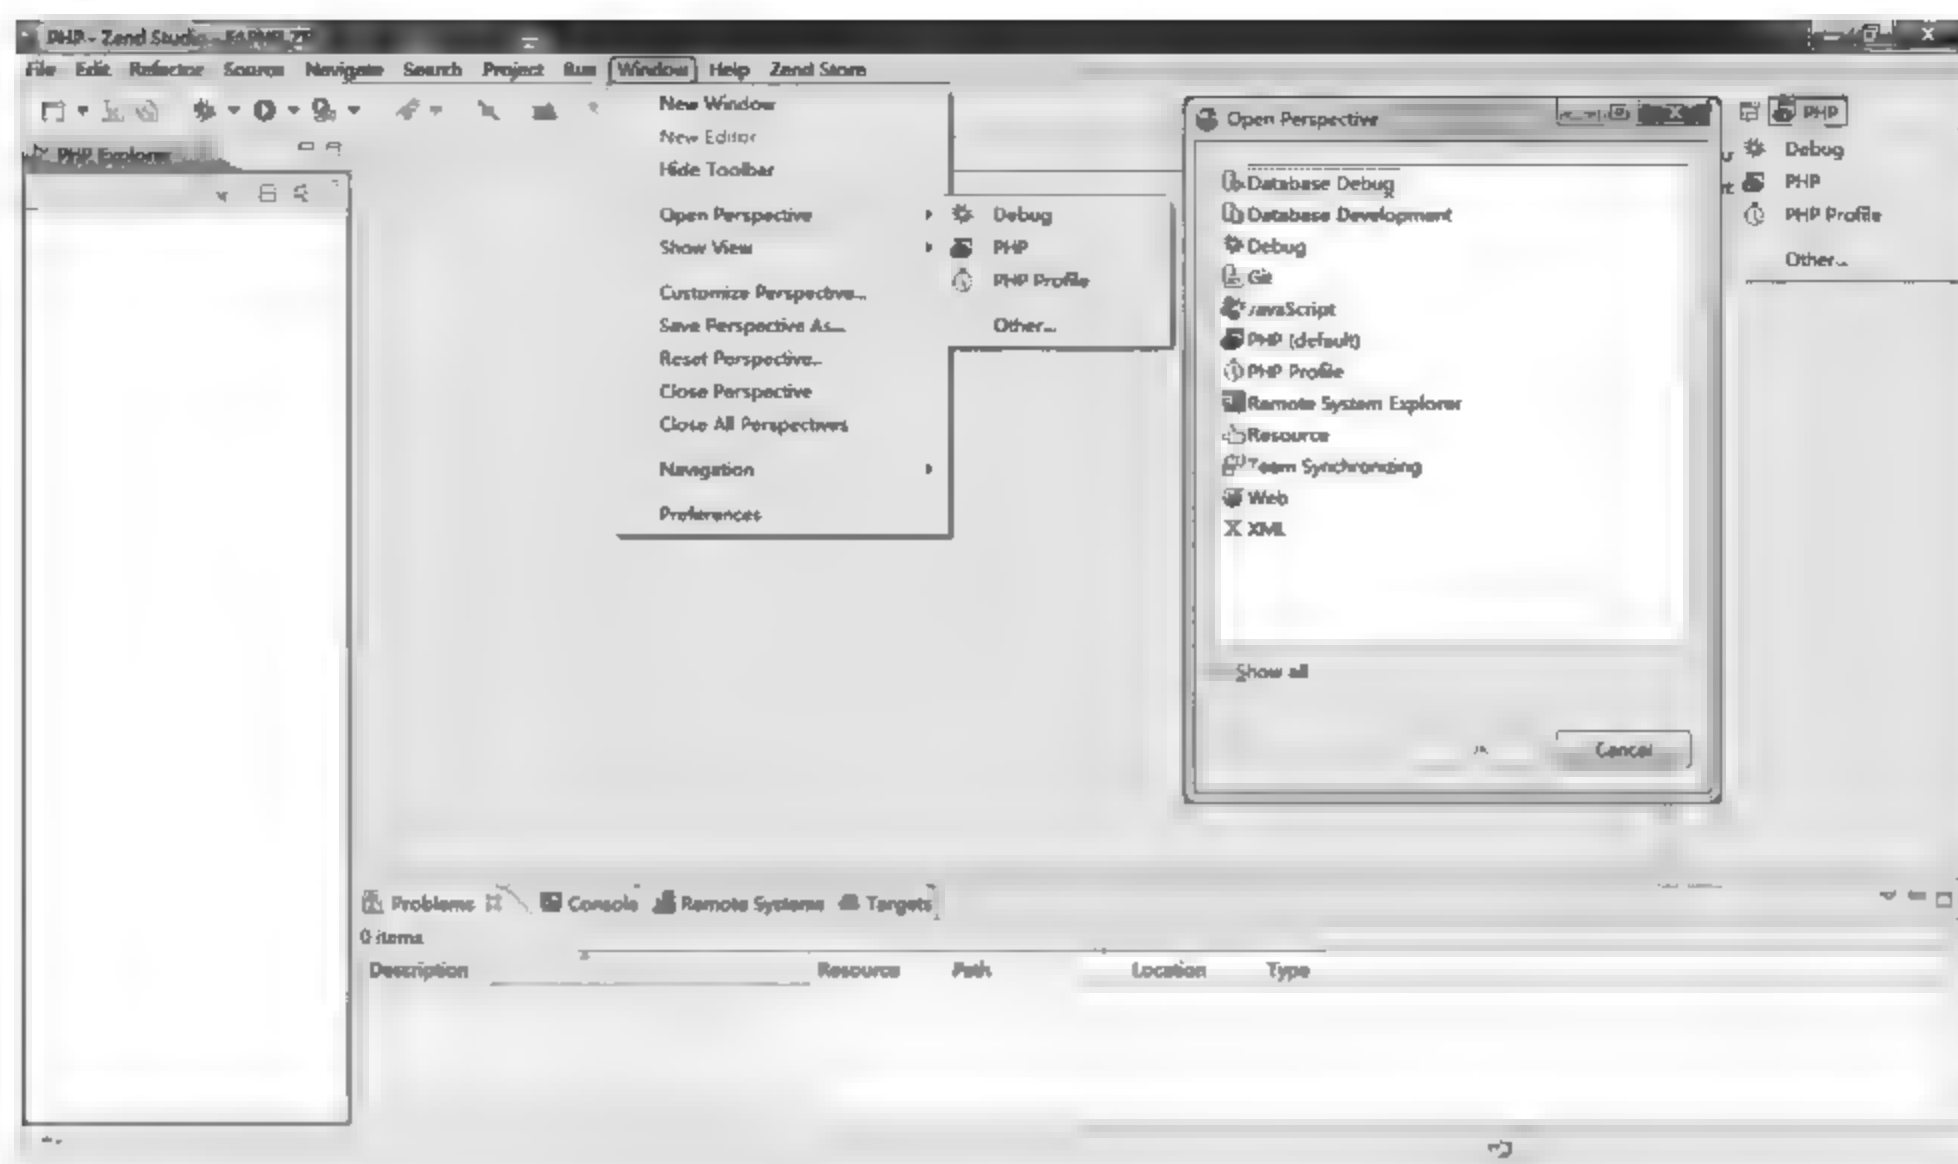 PHP - Zend Studio -
File Edit Refactor Source Navigate Search Project Run Window Help Zend Store
PHP Explorer
New Window
New Editor
Hide Toolbar
Open Perspective
Show View
Customize Perspective...
Save Perspective As...
Reset Perspective...
Close Perspective
Close All Perspectives
Navigation
Preferences
Debug
PHP
PHP Profile
Other...
Open Perspective
Database Debug
Database Development
Debug
Git
JavaScript
PHP (default)
PHP Profile
Remote System Explorer
Resource
Team Synchronizing
Web
XML
Show all
Cancel
PHP
Debug
PHP
PHP Profile
Other...
Problems Console Remote Systems Targets
0 items
Description Resource Path Location Type